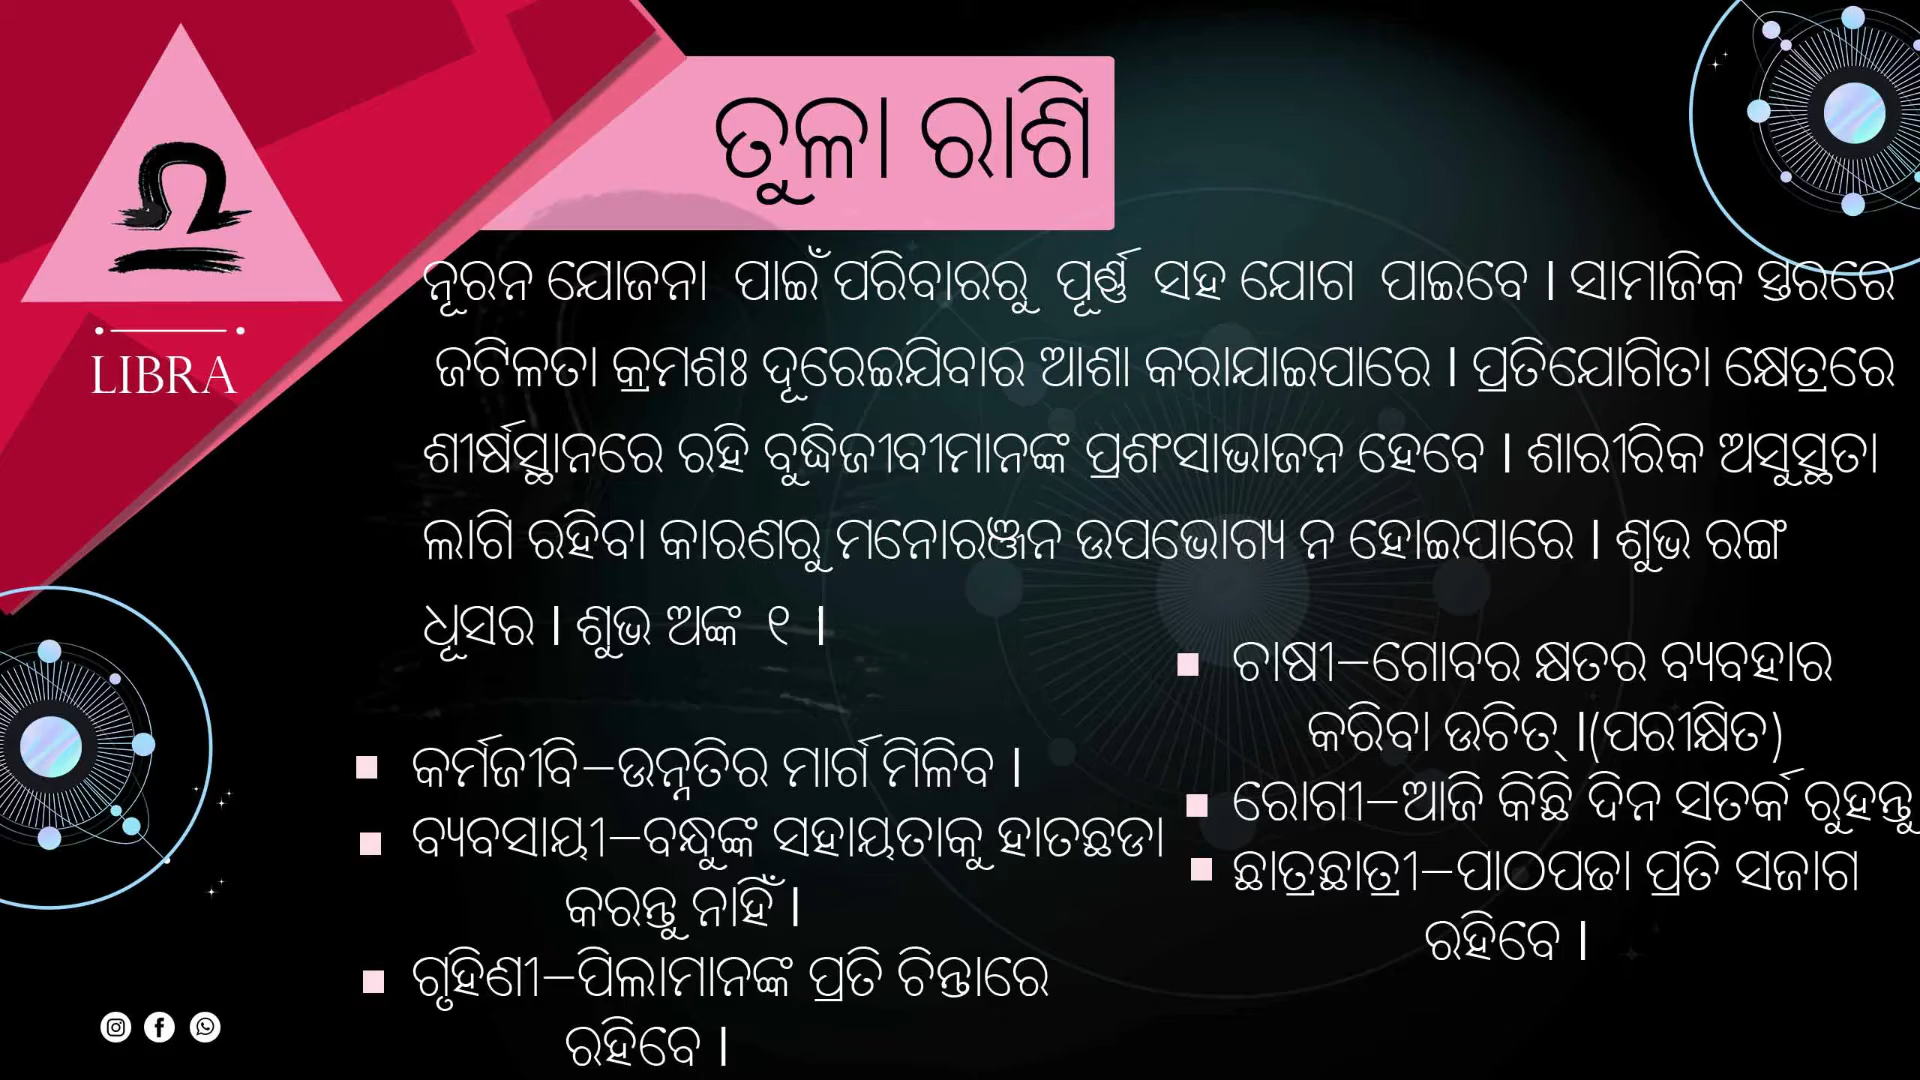 ତୁଳା ରାଶି
LIBRA
ନୂରନ ଯୋଜନା ପାଇଁ ପରିବାରରୁ ପୂର୍ଣ୍ଣ ସହ ଯୋଗ ପାଇବେ । ସାମାଜିକ ସ୍ତରରେ
ଜଟିଳତା କ୍ରମଶଃ ଦୂରେଇଯିବାର ଆଶା କରାଯାଇପାରେ । ପ୍ରତିଯୋଗିତା କ୍ଷେତ୍ରରେ
ଶୀର୍ଷସ୍ଥାନରେ ରହି ବୁଦ୍ଧିଜୀବୀମାନଙ୍କ ପ୍ରଶଂସାଭାଜନ ହେବେ । ଶାରୀରିକ ଅସୁସ୍ଥତା
ଲାଗି ରହିବା କାରଣରୁ ମନୋରଞ୍ଜନ ଉପଭୋଗ୍ୟ ନ ହୋଇପାରେ । ଶୁଭ ରଙ୍ଗ
ଧୂସର । ଶୁଭ ଅଙ୍କ ୧ ।
କର୍ମଜୀବି–ଉନ୍ନତିର ମାର୍ଗ ମିଳିବ ।
ବ୍ୟବସାୟୀ–ବନ୍ଧୁଙ୍କ ସହାୟତାକୁ ହାତଛଡା
କରନ୍ତୁ ନାହିଁ ।
ଗୃହିଣୀ–ପିଲାମାନଙ୍କ ପ୍ରତି ଚିନ୍ତାରେ
ରହିବେ ।
ଚାଷୀ–ଗୋବର କ୍ଷତର ବ୍ୟବହାର
କରିବା ଉଚିତ୍ ।(ପରୀକ୍ଷିତ)
ରୋଗୀ–ଆଜି କିଛି ଦିନ ସତର୍କ ରୁହନ୍ତୁ
ଛାତ୍ରଛାତ୍ରୀ–ପାଠପଢା ପ୍ରତି ସଜାଗ
ରହିବେ ।